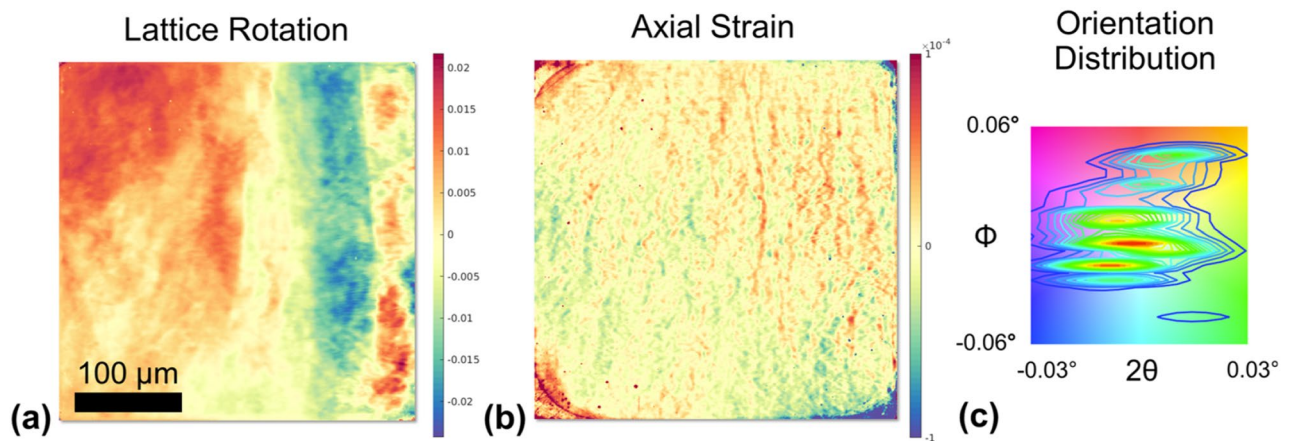 Lattice Rotation
Axial Strain
Orientation
Distribution
0.02
0.015
0.01
0.005
0
-0.005
-0.01
-0.015
-0.02
×10⁻⁴
1
0
-1
0.06°
Φ
-0.06°
-0.03°
2θ
0.03°
100 µm
(a)
(b)
(c)